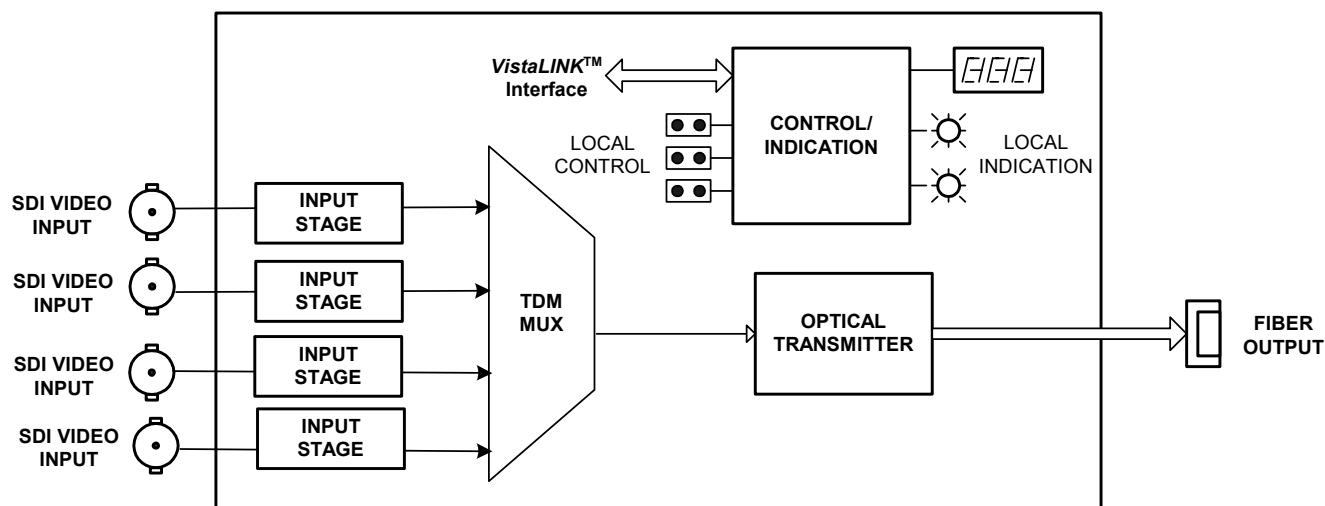 VistaLINK™
Interface
LOCAL
CONTROL
CONTROL/
INDICATION
LOCAL
INDICATION
SDI VIDEO
INPUT
INPUT
STAGE
SDI VIDEO
INPUT
INPUT
STAGE
SDI VIDEO
INPUT
INPUT
STAGE
SDI VIDEO
INPUT
INPUT
STAGE
TDM
MUX
OPTICAL
TRANSMITTER
FIBER
OUTPUT